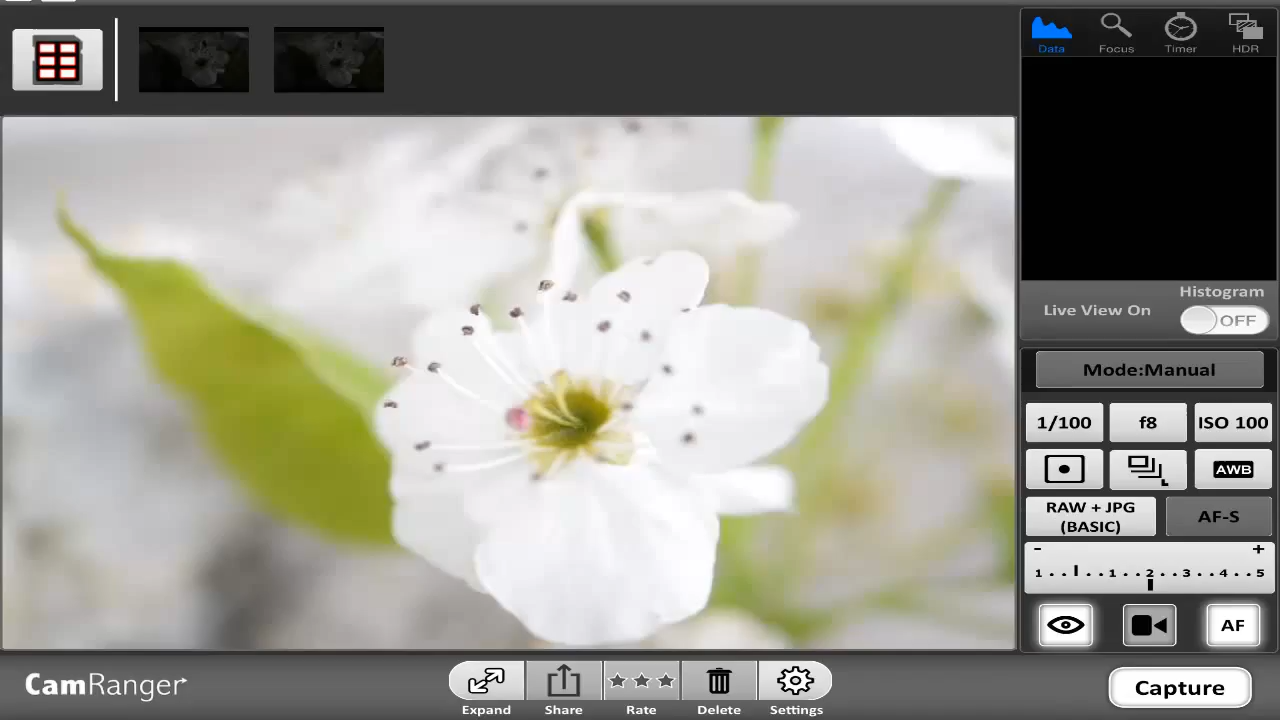 Data
Focus
Timer
HDR
Live View On
Histogram
OFF
Mode:Manual
1/100
f8
ISO 100
AWB
RAW + JPG
(BASIC)
AF-S
- +
1 • • | • • 1 • • 2 • • 3 • • 4 • • 5
AF
CamRanger
Expand
Share
Rate
Delete
Settings
Capture